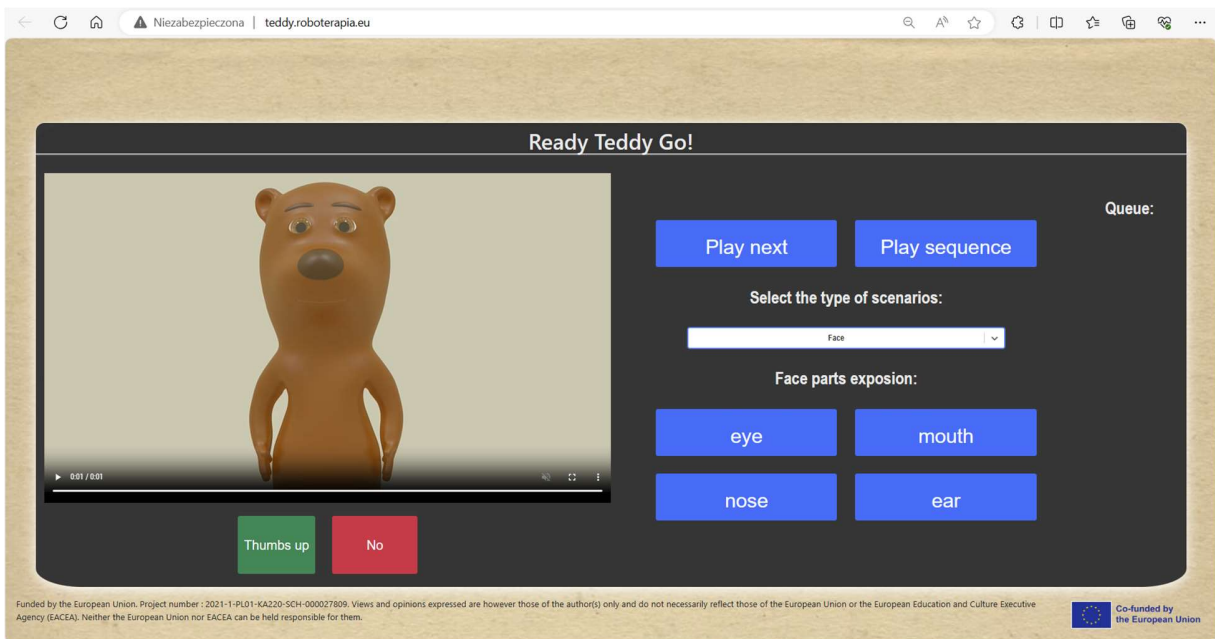 Niezabezpieczona | teddy.roboterapia.eu
Ready Teddy Go!
Queue:
Play next
Play sequence
Select the type of scenarios:
Face
Face parts exposion:
eye
mouth
nose
ear
0:01 / 0:01
Thumbs up
No
Funded by the European Union. Project number : 2021-1-PL01-KA220-SCH-000027809. Views and opinions expressed are however those of the author(s) only and do not necessarily reflect those of the European Union or the European Education and Culture Executive
Agency (EACEA). Neither the European Union nor EACEA can be held responsible for them.
Co-funded by
the European Union